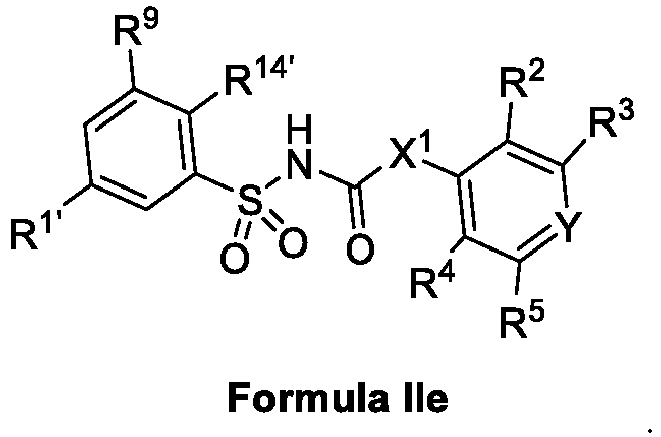 R9
R14'
R2
R3
H
N
X1
S
Y
R1'
O
O
O
R4
R5
Formula IIe
.